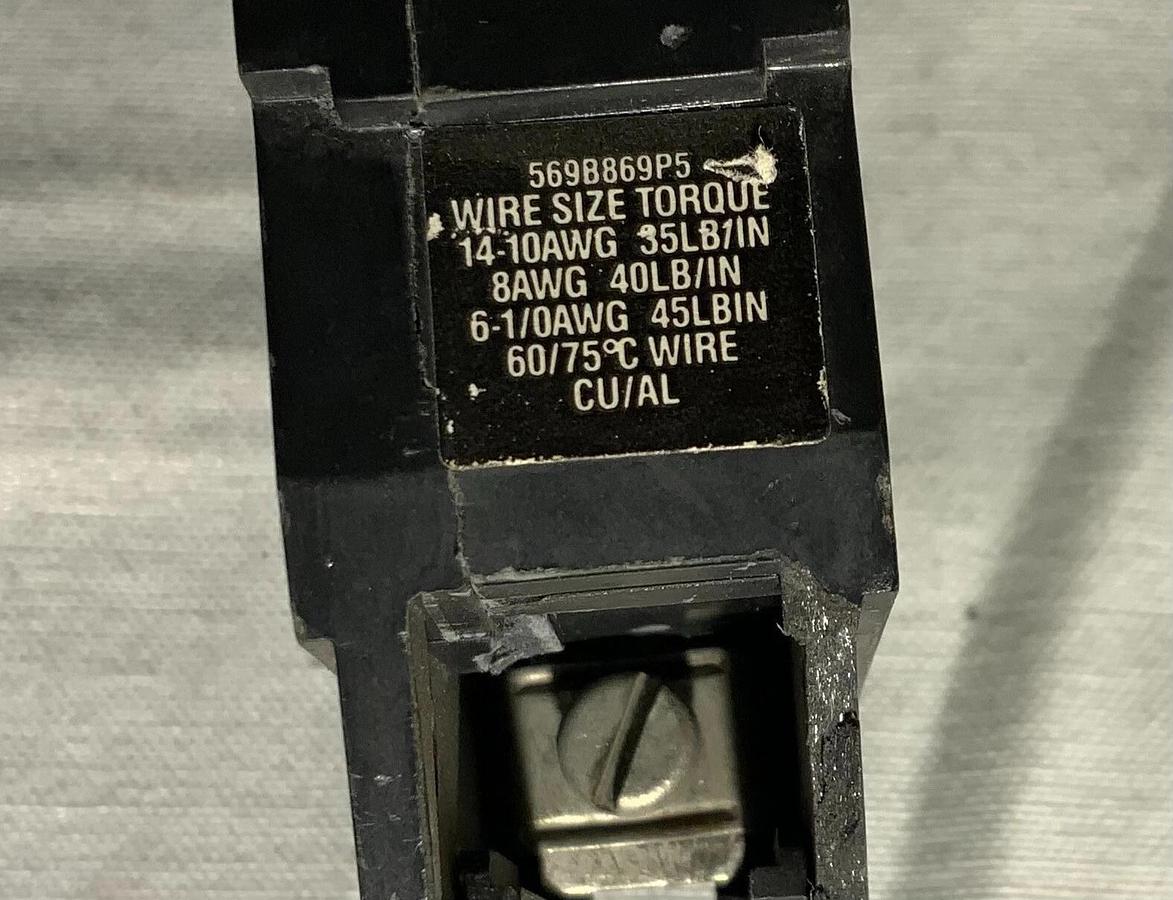 569B869P5
WIRE SIZE TORQUE
14-10AWG 35LB/IN
8AWG 40LB/IN
6-1/0AWG 45LBIN
60/75°C WIRE
CU/AL